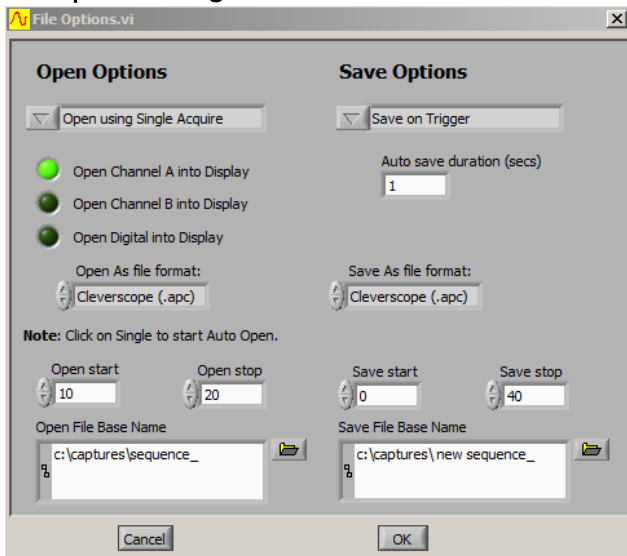 File Options.vi
Open Options
Save Options
Open using Single Acquire
Save on Trigger
Open Channel A into Display
Auto save duration (secs)
1
Open Channel B into Display
Open Digital into Display
Open As file format:
Save As file format:
Cleverscope (.apc)
Cleverscope (.apc)
Note: Click on Single to start Auto Open.
Open start
Open stop
Save start
Save stop
10
20
0
40
Open File Base Name
Save File Base Name
c:\captures\sequence_
c:\captures\ new sequence_
Cancel
OK